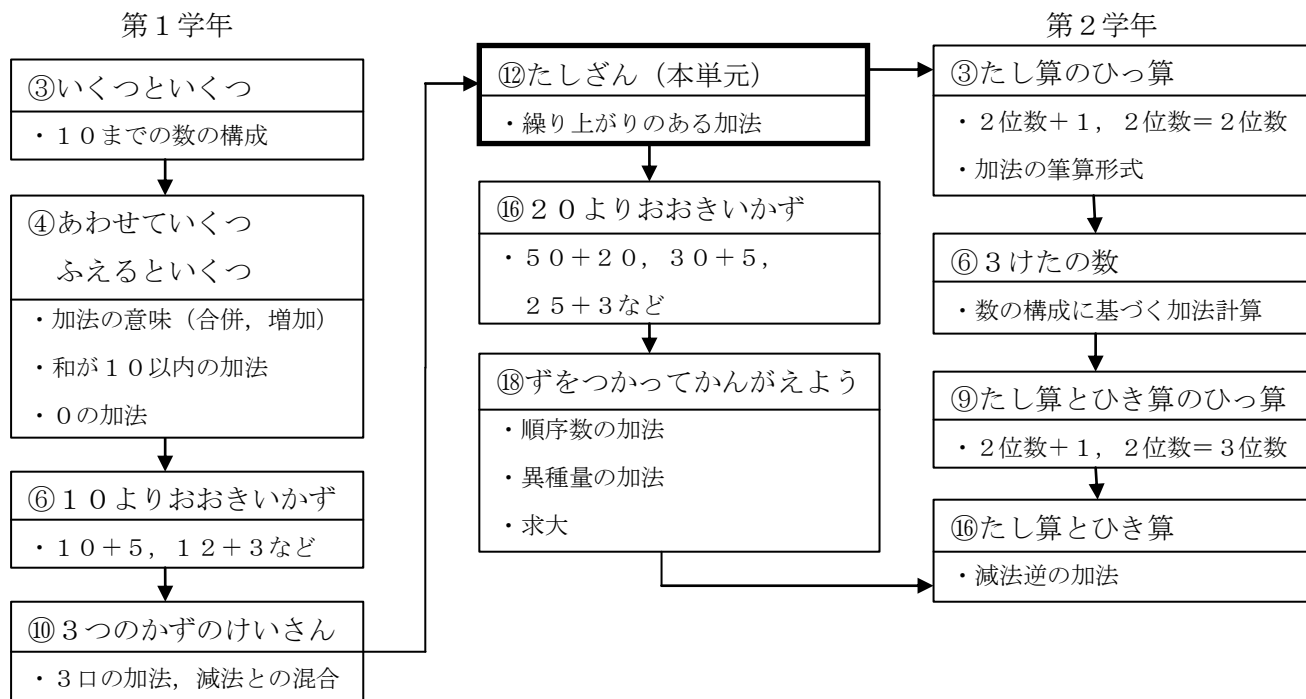 第１学年
③いくつといくつ
・１０までの数の構成
④あわせていくつ
ふえるといくつ
・加法の意味（合併，増加）
・和が１０以内の加法
・０の加法
⑥１０よりおおきいかず
・１０＋５，１２＋３など
⑩３つのかずのけいさん
・３口の加法，減法との混合
⑫たしざん（本単元）
・繰り上がりのある加法
⑯２０よりおおきいかず
・５０＋２０，３０＋５，
２５＋３など
⑱ずをつかってかんがえよう
・順序数の加法
・異種量の加法
・求大
第２学年
③たし算のひっ算
・２位数＋１，２位数＝２位数
・加法の筆算形式
⑥３けたの数
・数の構成に基づく加法計算
⑨たし算とひき算のひっ算
・２位数＋１，２位数＝３位数
⑯たし算とひき算
・減法逆の加法